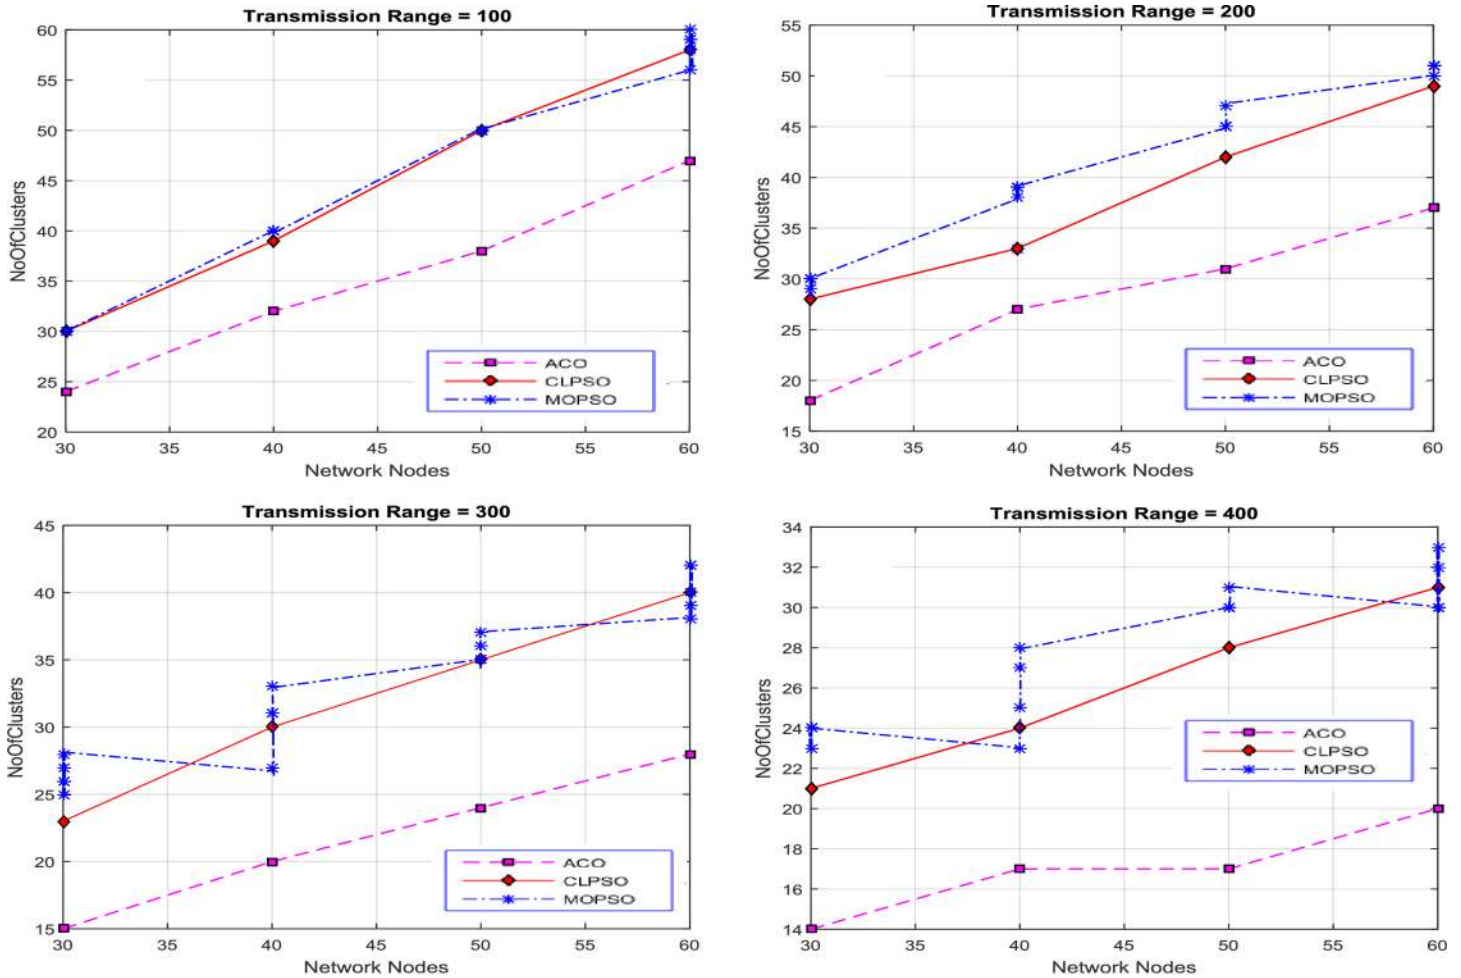 Transmission Range = 100
60
55
50
45
40
35
30
25
20
NoOfClusters
ACO
CLPSO
MOPSO
30 35 40 45 50 55 60
Network Nodes
Transmission Range = 200
55
50
45
40
35
30
25
20
15
NoOfClusters
ACO
CLPSO
MOPSO
30 35 40 45 50 55 60
Network Nodes
Transmission Range = 300
45
40
35
30
25
20
15
NoOfClusters
ACO
CLPSO
MOPSO
30 35 40 45 50 55 60
Network Nodes
Transmission Range = 400
34
32
30
28
26
24
22
20
18
16
14
NoOfClusters
ACO
CLPSO
MOPSO
30 35 40 45 50 55 60
Network Nodes